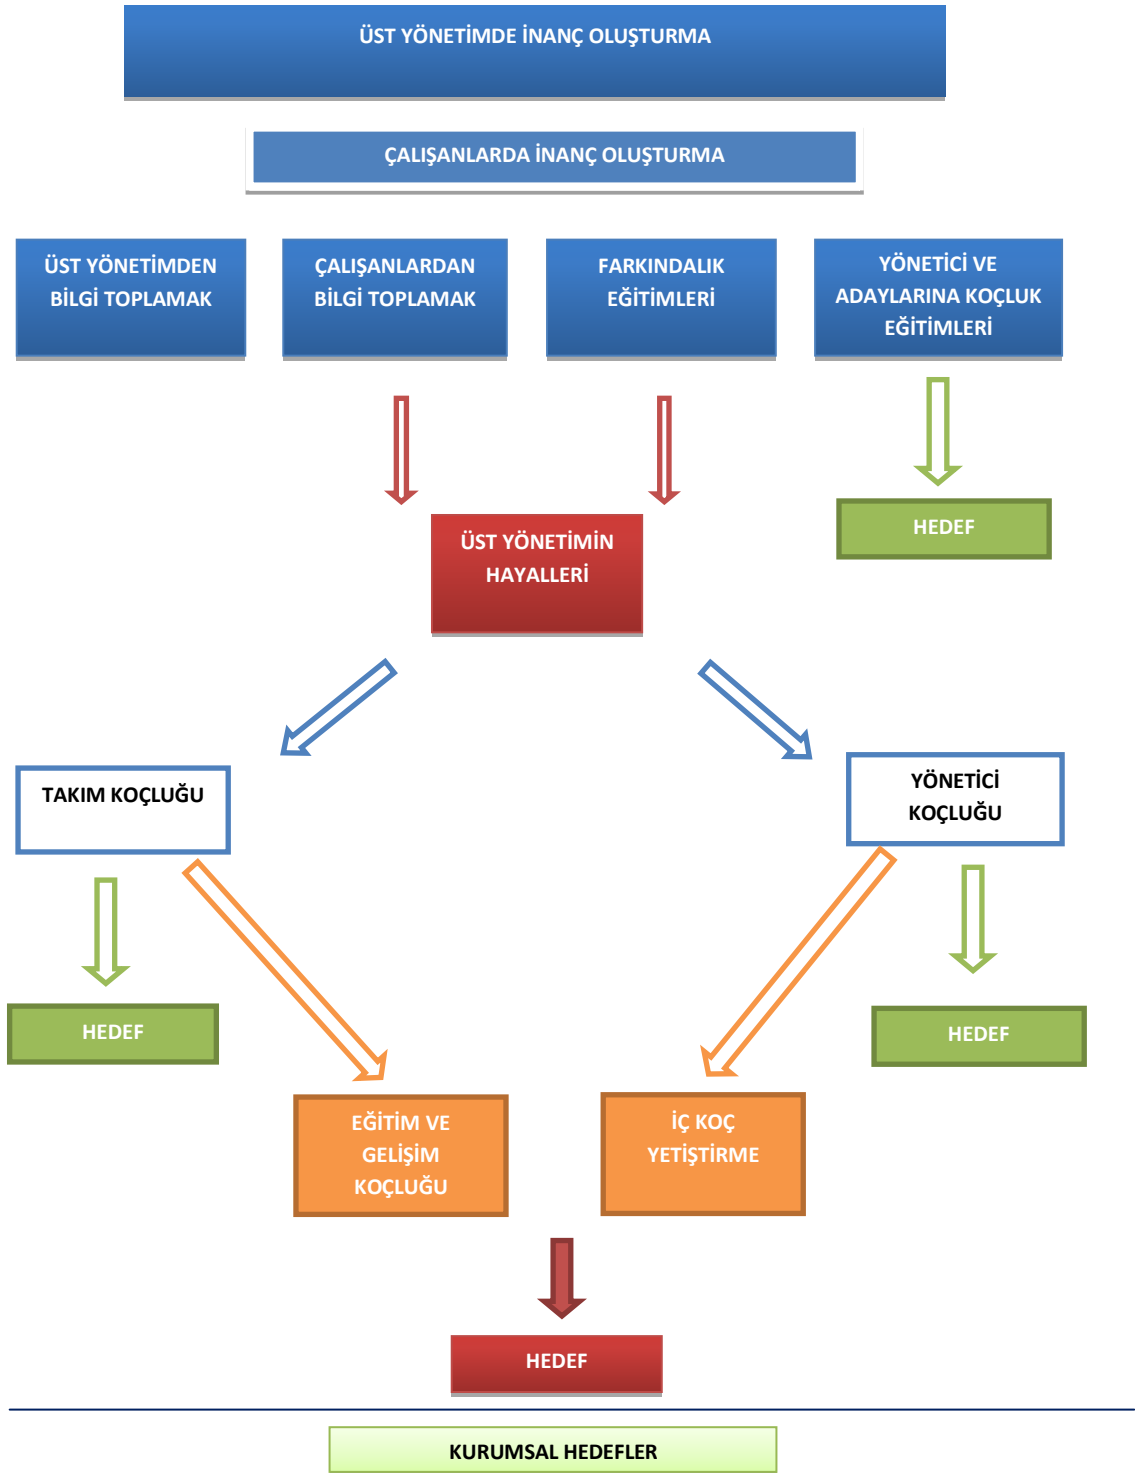 ÜST YÖNETİMDE İNANÇ OLUŞTURMA
ÇALIŞANLARDA İNANÇ OLUŞTURMA
ÜST YÖNETİMDEN
BİLGİ TOPLAMAK
ÇALIŞANLARDAN
BİLGİ TOPLAMAK
FARKINDALIK
EĞİTİMLERİ
YÖNETİCİ VE
ADAYLARINA KOÇLUK
EĞİTİMLERİ
HEDEF
ÜST YÖNETİMİN
HAYALLERİ
TAKIM KOÇLUĞU
YÖNETİCİ
KOÇLUĞU
HEDEF
HEDEF
EĞİTİM VE
GELİŞİM
KOÇLUĞU
İÇ KOÇ
YETİŞTİRME
HEDEF
KURUMSAL HEDEFLER